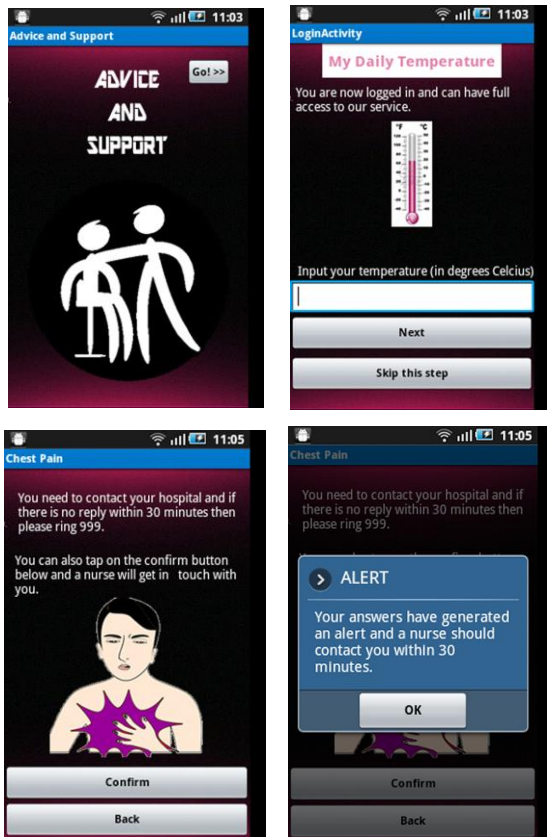 11:03
Advice and Support
Go! >>
ADVICE
AND
SUPPORT
11:03
LoginActivity
My Daily Temperature
You are now logged in and can have full
access to our service.
°F °C
Input your temperature (in degrees Celcius)
Next
Skip this step
11:05
Chest Pain
You need to contact your hospital and if
there is no reply within 30 minutes then
please ring 999.
You can also tap on the confirm button
below and a nurse will get in touch with
you.
Confirm
Back
11:05
Chest Pain
You need to contact your hospital and if
there is no reply within 30 minutes then
please ring 999.
ALERT
Your answers have generated
an alert and a nurse should
contact you within 30
minutes.
OK
Confirm
Back